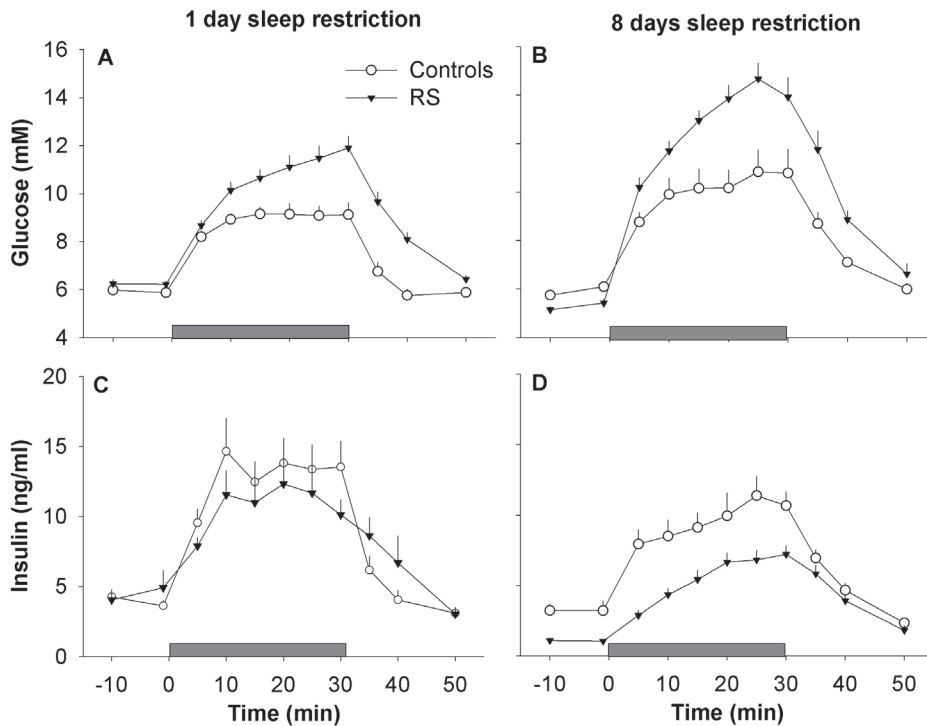 1 day sleep restriction
8 days sleep restriction
A
B
Controls
RS
Glucose (mM)
16
14
12
10
8
6
4
C
D
Insulin (ng/ml)
20
15
10
5
0
-10 0 10 20 30 40 50
-10 0 10 20 30 40 50
Time (min)
Time (min)